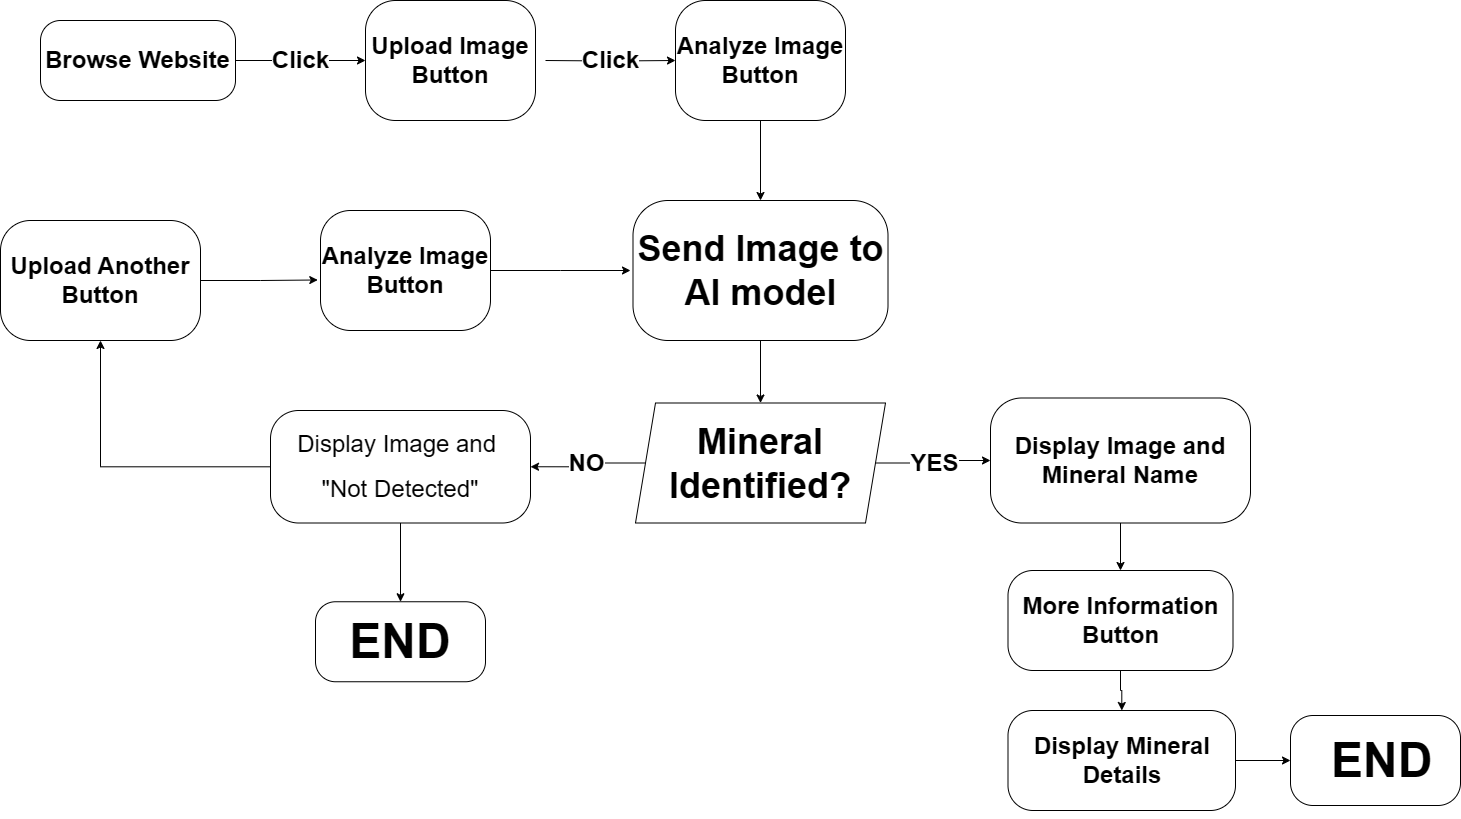 Browse Website
Click
Upload Image
Button
Click
Analyze Image
Button
Upload Another
Button
Analyze Image
Button
Send Image to
AI model
Display Image and
"Not Detected"
NO
Mineral
Identified?
YES
Display Image and
Mineral Name
END
More Information
Button
Display Mineral
Details
END